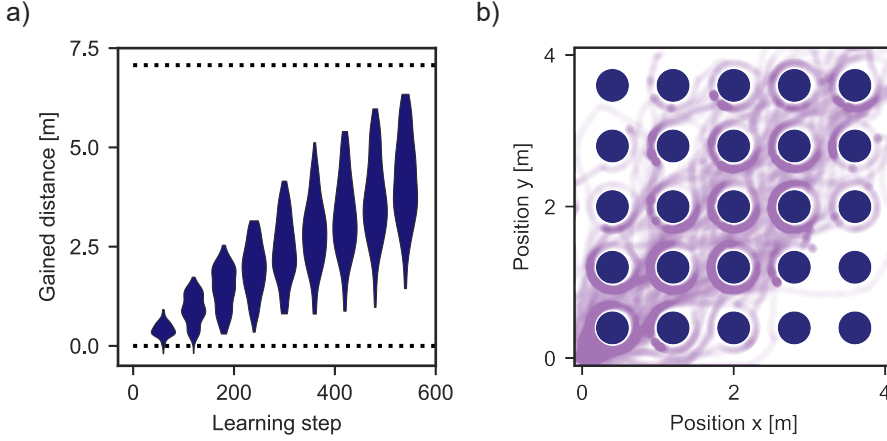 a)
7.5
5.0
2.5
0.0
Gained distance [m]
0 200 400 600
Learning step
b)
4
2
0
Position y [m]
0 2 4
Position x [m]